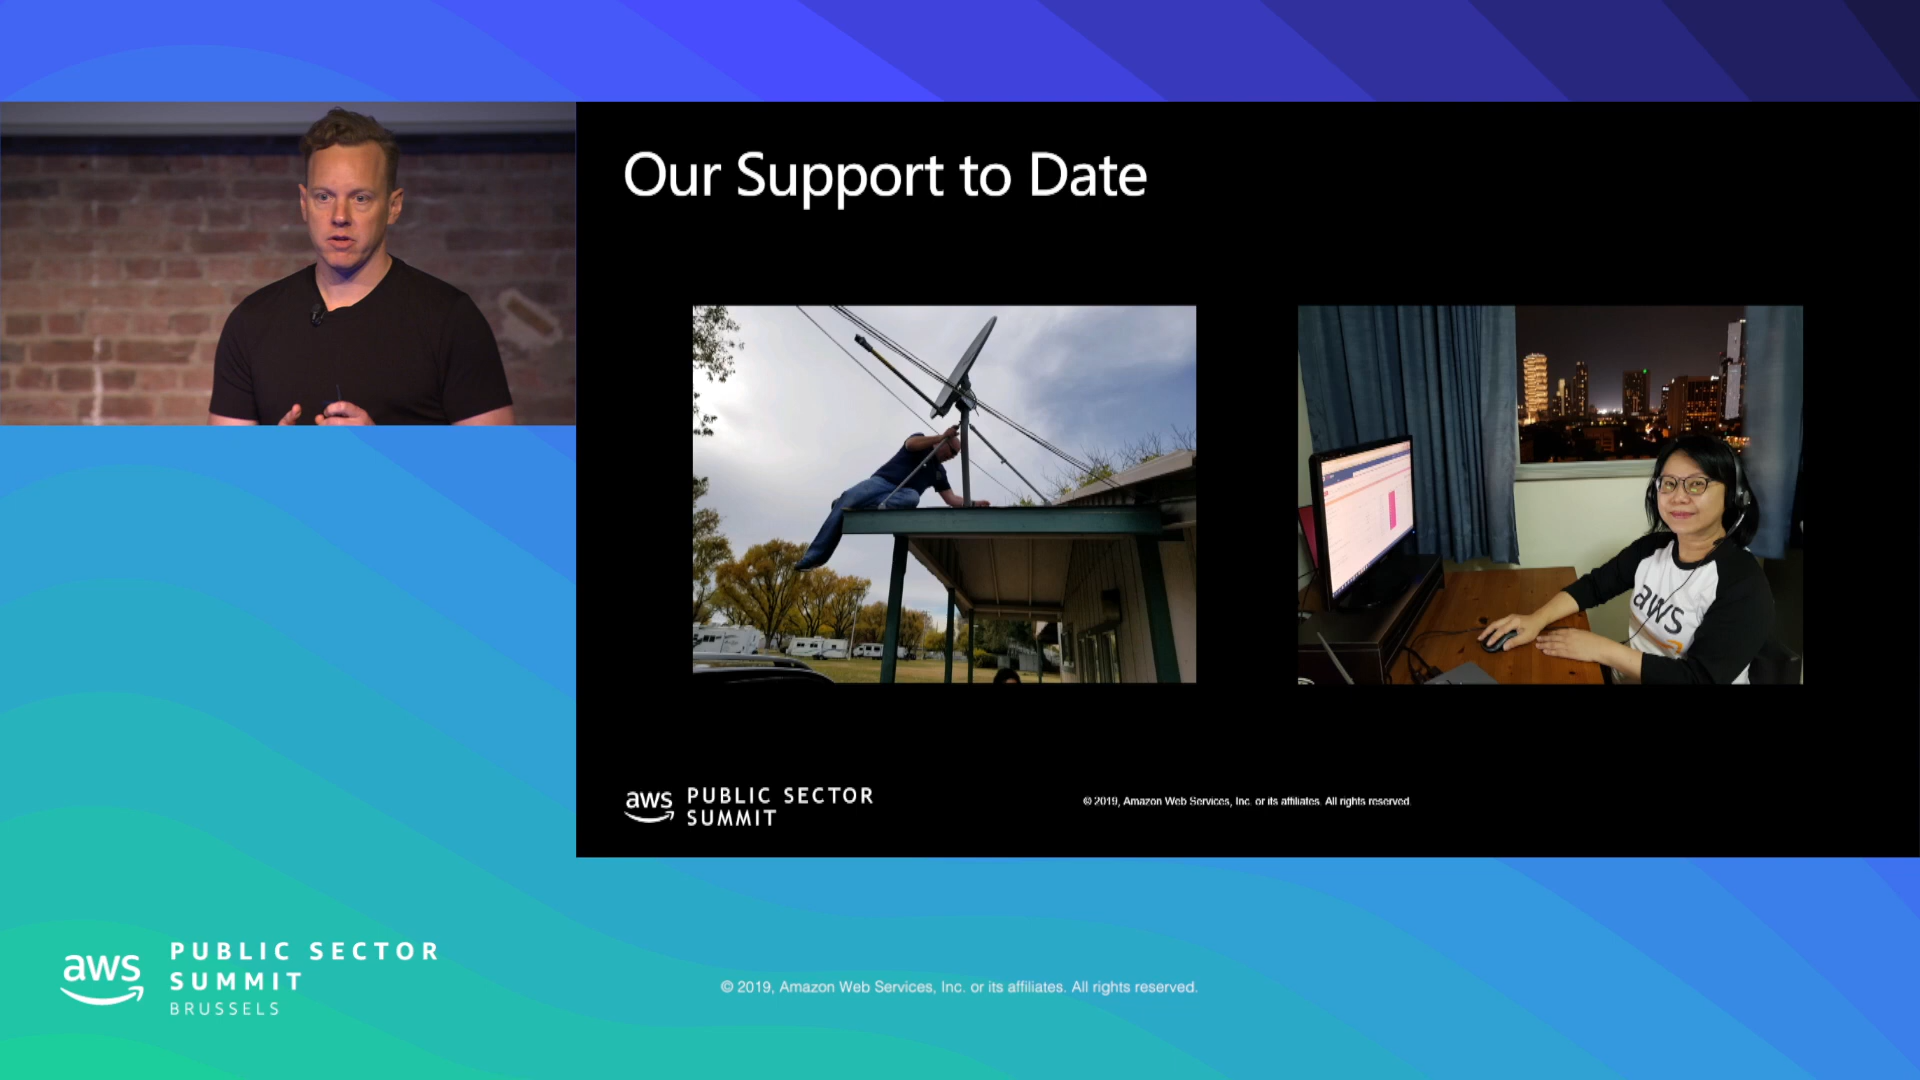 Our Support to Date
aws
aws
PUBLIC SECTOR
SUMMIT
© 2019, Amazon Web Services, Inc. or its affiliates. All rights reserved.
aws
PUBLIC SECTOR
SUMMIT
BRUSSELS
© 2019, Amazon Web Services, Inc. or its affiliates. All rights reserved.